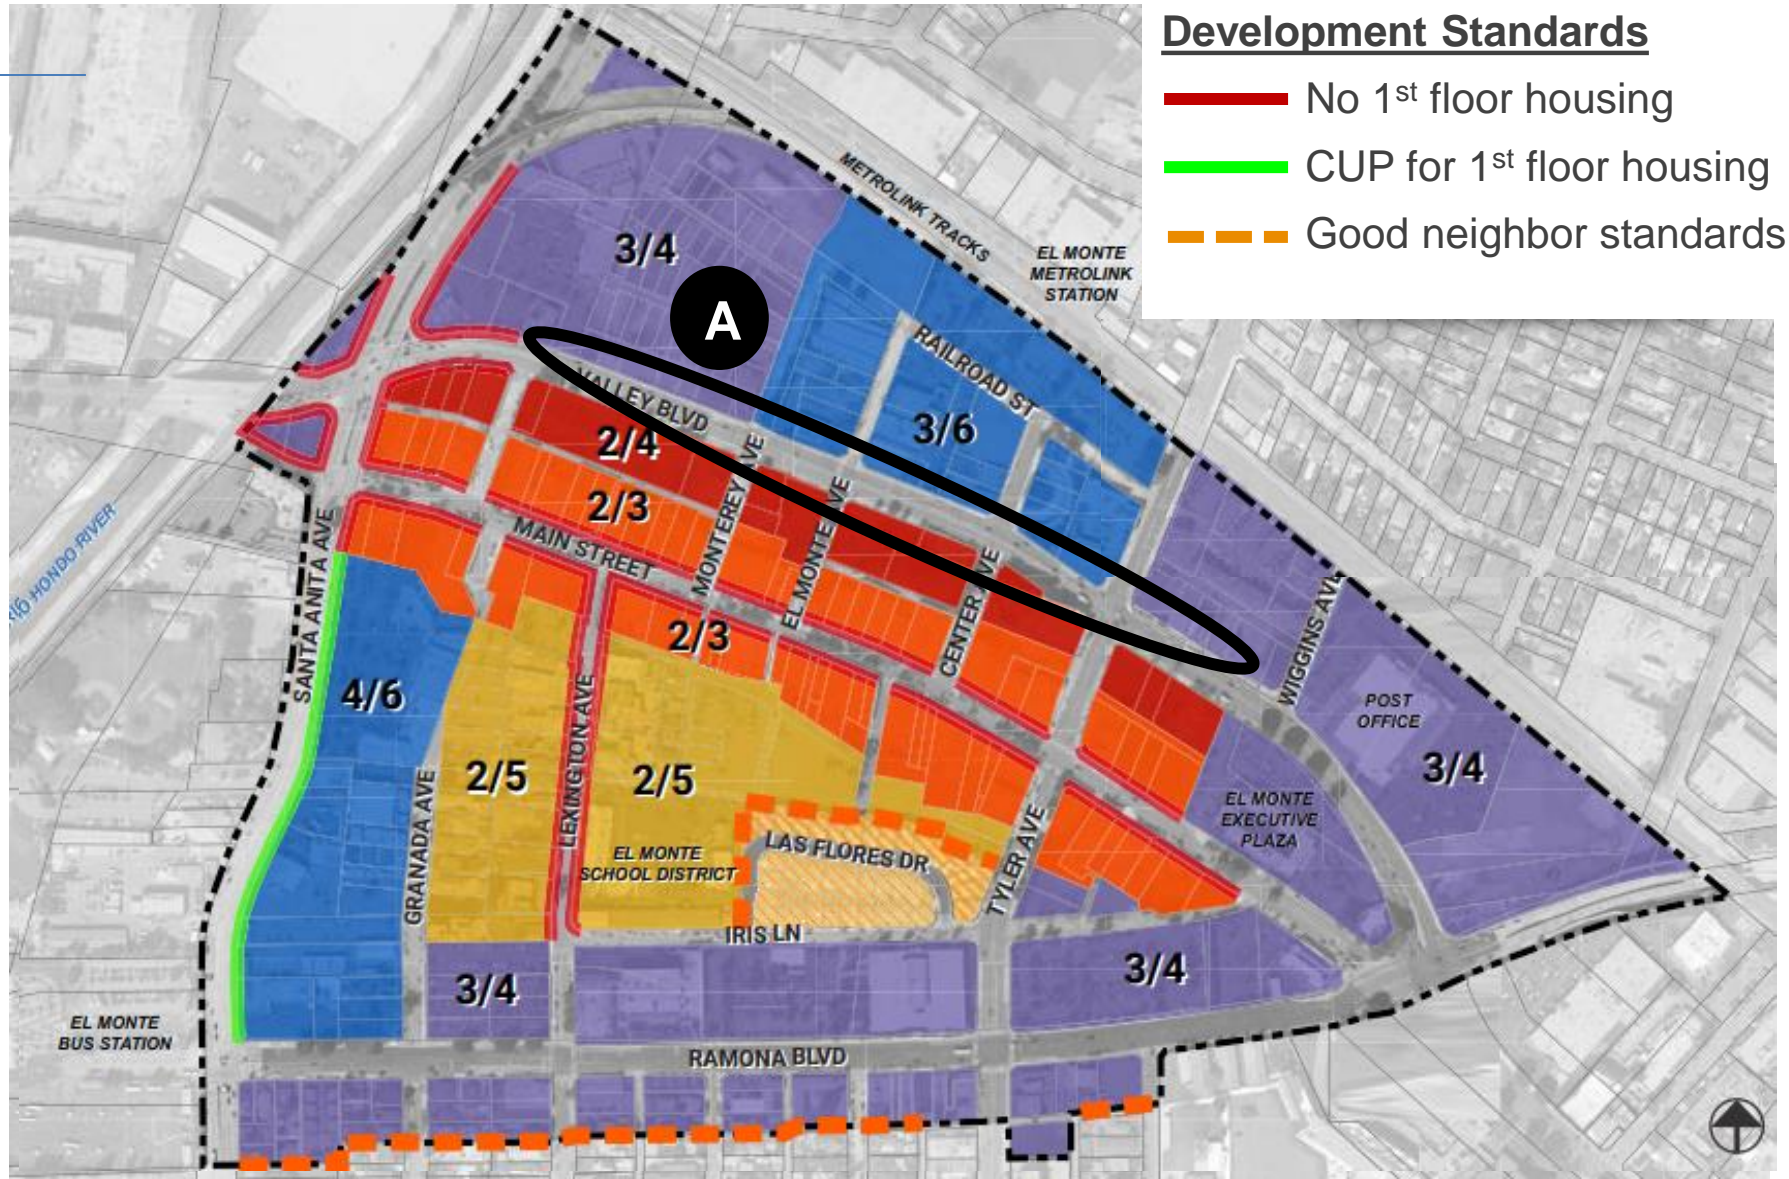 Development Standards
No 1st floor housing
CUP for 1st floor housing
Good neighbor standards
METROLINK TRACKS
EL MONTE
METROLINK
STATION
3/4
A
RAILROAD ST
VALLEY BLVD
3/6
2/4
2/3
MONTEREY AVE
EL MONTE AVE
MAIN STREET
CENTER AVE
RÍO HONDO RIVER
SANTA ANITA AVE
2/3
WIGGINS AVE
4/6
POST
OFFICE
LEXINGTON AVE
2/5
2/5
3/4
GRANADA AVE
EL MONTE
EXECUTIVE
PLAZA
TYLER AVE
LAS FLORES DR
EL MONTE
SCHOOL DISTRICT
IRIS LN
3/4
3/4
EL MONTE
BUS STATION
RAMONA BLVD